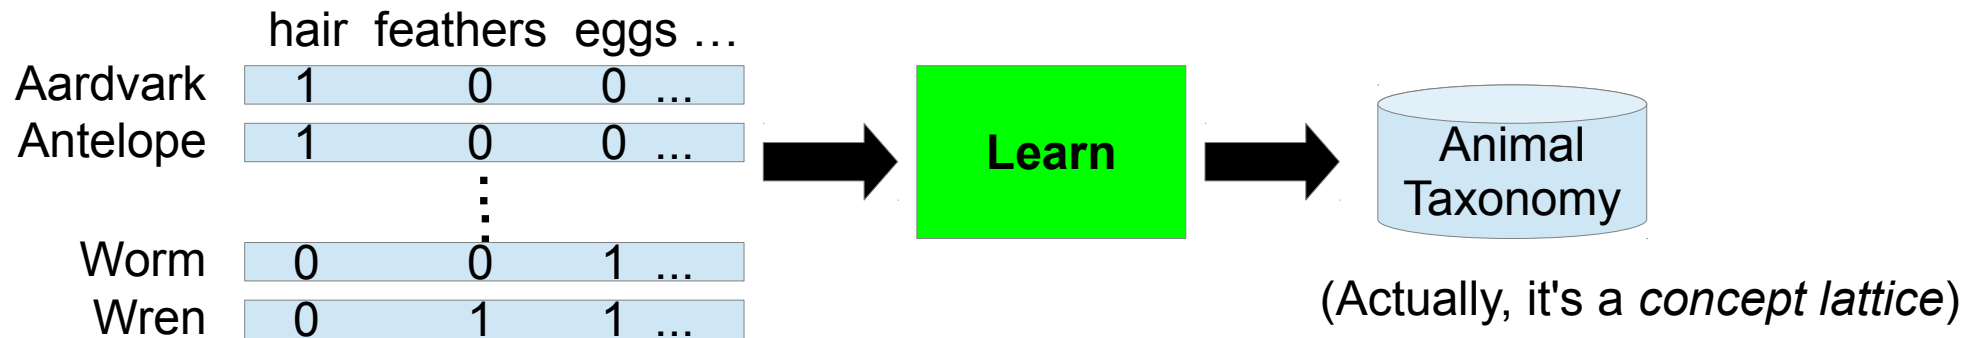 hair feathers eggs …
Aardvark 1 0 0 ...
Antelope 1 0 0 ...
Worm 0 0 1 ...
Wren 0 1 1 ...
Learn
Animal
Taxonomy
(Actually, it's a concept lattice)